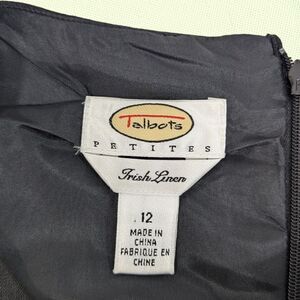 Talbots
PETITES
Irish Linen
12
MADE IN
CHINA
FABRIQUE EN
CHINE